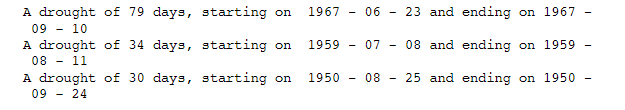 A drought of 79 days, starting on  1967 - 06 - 23 and ending on 1967 -
09 - 10
A drought of 34 days, starting on  1959 - 07 - 08 and ending on 1959 -
08 - 11
A drought of 30 days, starting on  1950 - 08 - 25 and ending on 1950 -
09 - 24